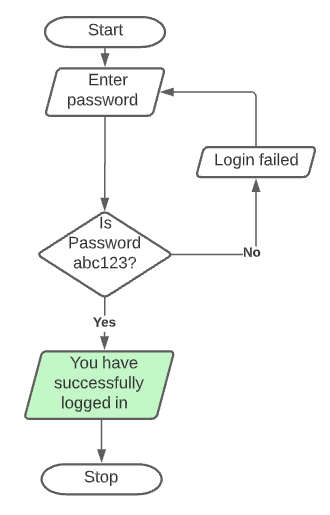 Start
Enter
password
Login failed
Is
Password
abc123?
No
Yes
You have
successfully
logged in
Stop